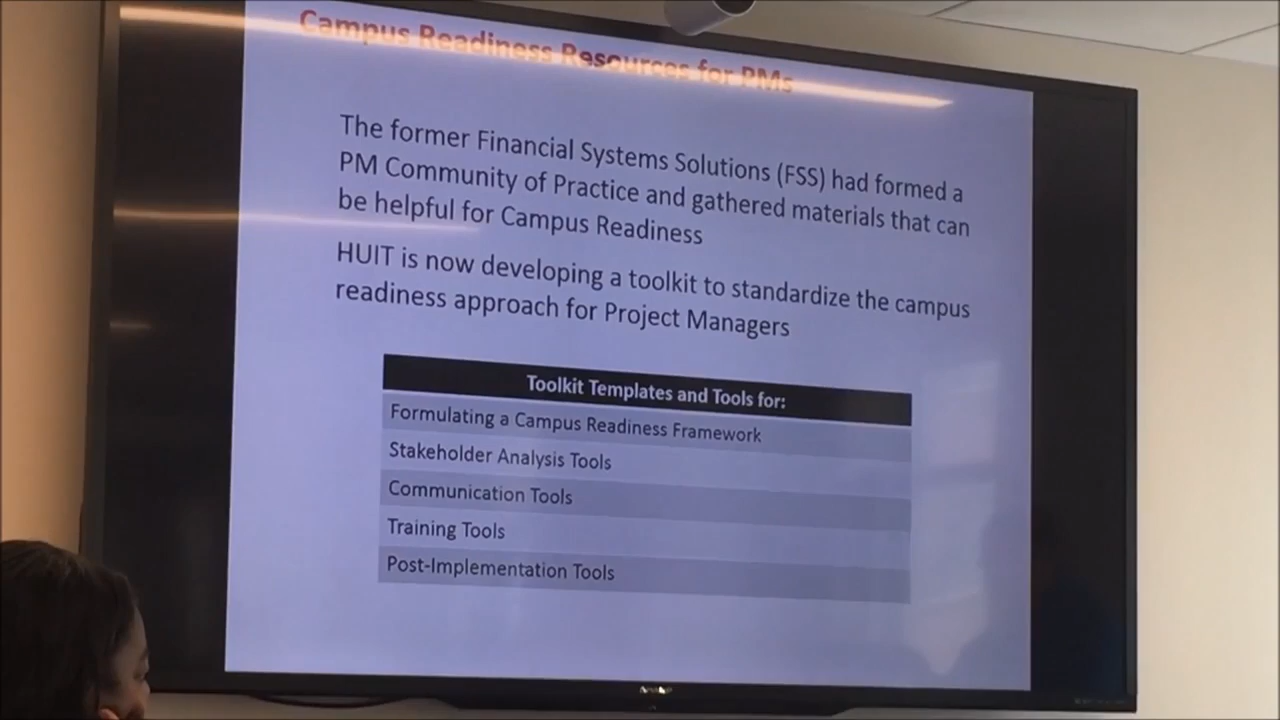 Campus Readiness Resources for PMs
The former Financial Systems Solutions (FSS) had formed a
PM Community of Practice and gathered materials that can
be helpful for Campus Readiness
HUIT is now developing a toolkit to standardize the campus
readiness approach for Project Managers
Toolkit Templates and Tools for:
Formulating a Campus Readiness Framework
Stakeholder Analysis Tools
Communication Tools
Training Tools
Post-Implementation Tools